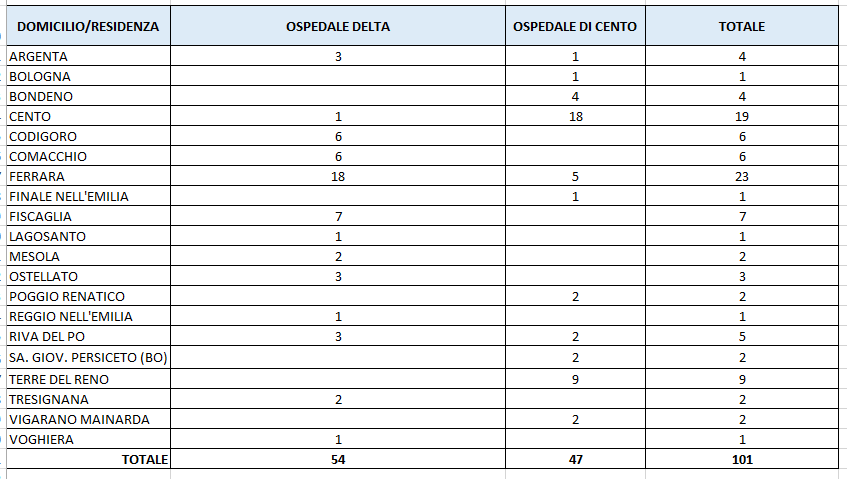 DOMICILIO/RESIDENZA OSPEDALE DELTA OSPEDALE DI CENTO TOTALE
ARGENTA 3 1 4
BOLOGNA 1 1
BONDENO 4 4
CENTO 1 18 19
CODIGORO 6 6
COMACCHIO 6 6
FERRARA 18 5 23
FINALE NELL'EMILIA 1 1
FISCAGLIA 7 7
LAGOSANTO 1 1
MESOLA 2 2
OSTELLATO 3 3
POGGIO RENATICO 2 2
REGGIO NELL'EMILIA 1 1
RIVA DEL PO 3 2 5
SA. GIOV. PERSICETO (BO) 2 2
TERRE DEL RENO 9 9
TRESIGNANA 2 2
VIGARANO MAINARDA 2 2
VOGHIERA 1 1
TOTALE 54 47 101